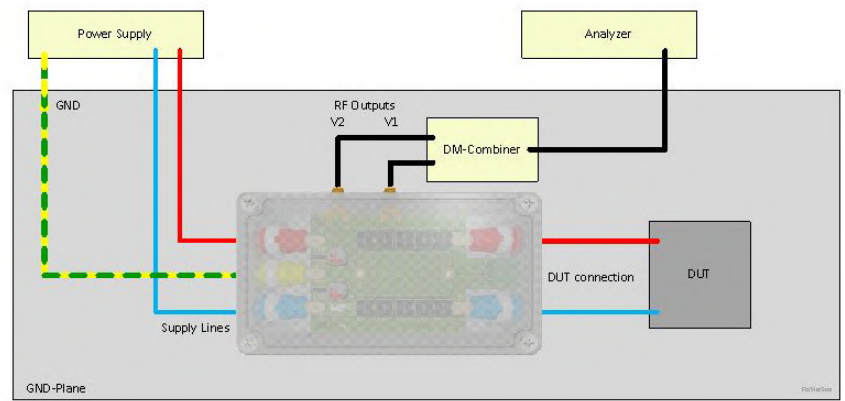 Power Supply
Analyzer
GND
RF Outputs
V2 V1
DM-Combiner
DUT connection
DUT
Supply Lines
GND-Plane